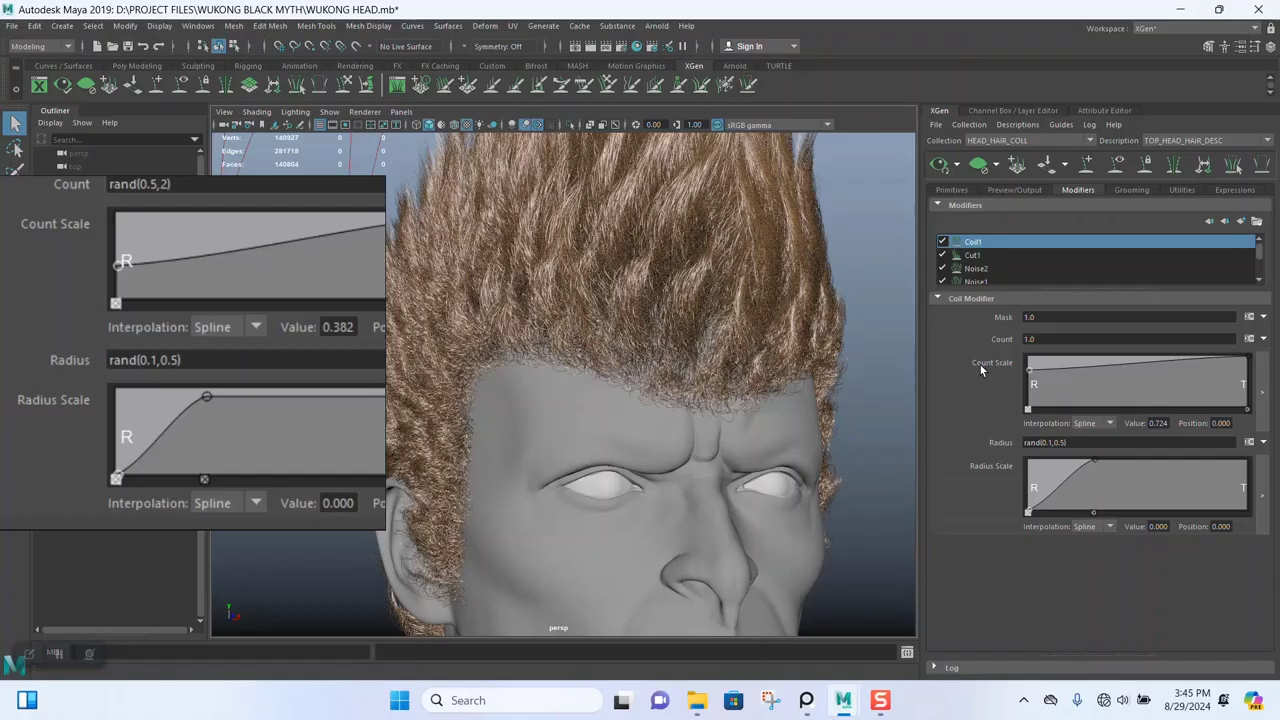 Autodesk Maya 2019: D:\PROJECT FILES\WUKONG BLACK MYTH\WUKONG HEAD.mb*
File Edit Create Select Modify Display Windows Mesh Edit Mesh Mesh Tools Mesh Display Curves Surfaces Deform UV Generate Cache Substance Arnold Help
Workspace : XGen*
Modeling
No Live Surface
Symmetry: Off
Sign In
Curves / Surfaces Poly Modeling Sculpting Rigging Animation Rendering FX FX Caching Custom Bifrost MASH Motion Graphics XGen Arnold TURTLE
Outliner
Display Show Help
Search...
persp
top
View Shading Lighting Show Renderer Panels
0.00
1.00
sRGB gamma
Verts: 140927 0 0
Edges: 281718 0 0
Faces: 140804 0 0
persp
Count rand(0.5,2)
Count Scale
R
Interpolation: Spline Value: 0.382
Radius rand(0.1,0.5)
Radius Scale
R
Interpolation: Spline Value: 0.000
XGen Channel Box / Layer Editor Attribute Editor
File Collection Descriptions Guides Log Help
Collection HEAD_HAIR_COLL Description TOP_HEAD_HAIR_DESC
Primitives Preview/Output Modifiers Grooming Utilities Expressions
Modifiers
Coil1
Cut1
Noise2
Noise1
Coil Modifier
Mask 1.0
Count 1.0
Count Scale
R T
Interpolation: Spline Value: 0.724 Position: 0.000
Radius rand(0.1,0.5)
Radius Scale
R T
Interpolation: Spline Value: 0.000 Position: 0.000
Log
Search
3:45 PM
8/29/2024